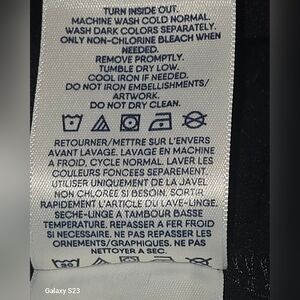 TURN INSIDE OUT.
MACHINE WASH COLD NORMAL.
WASH DARK COLORS SEPARATELY.
ONLY NON-CHLORINE BLEACH WHEN
NEEDED.
REMOVE PROMPTLY.
TUMBLE DRY LOW.
COOL IRON IF NEEDED.
DO NOT IRON EMBELLISHMENTS/
ARTWORK.
DO NOT DRY CLEAN.
RETOURNER/METTRE SUR L'ENVERS
AVANT LAVAGE. LAVAGE EN MACHINE
A FROID, CYCLE NORMAL. LAVER LES
COULEURS FONCEES SEPAREMENT.
UTILISER UNIQUEMENT DE LA JAVEL
NON CHLOREE SI BESOIN. SORTIR
RAPIDEMENT L'ARTICLE DU LAVE-LINGE.
SECHE-LINGE A TAMBOUR BASSE
TEMPERATURE. REPASSER A FER FROID
SI NECESSAIRE. NE PAS REPASSER LES
ORNEMENTS/GRAPHIQUES. NE PAS
NETTOYER A SEC.
30
Galaxy S23